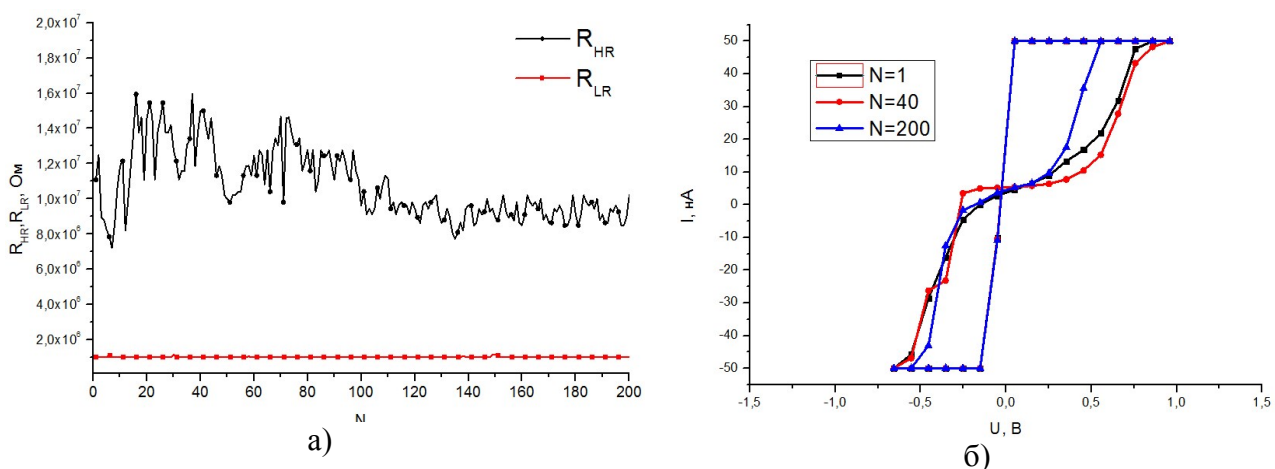 2,0x10⁷
1,8x10⁷
1,6x10⁷
1,4x10⁷
1,2x10⁷
1,0x10⁷
8,0x10⁶
6,0x10⁶
4,0x10⁶
2,0x10⁶
0 20 40 60 80 100 120 140 160 180 200
R_HR, R_LR, Ом
N
R_HR
R_LR
а)
50
40
30
20
10
0
-10
-20
-30
-40
-50
-1,5 -1,0 -0,5 0,0 0,5 1,0 1,5
I, нА
U, В
N=1
N=40
N=200
б)